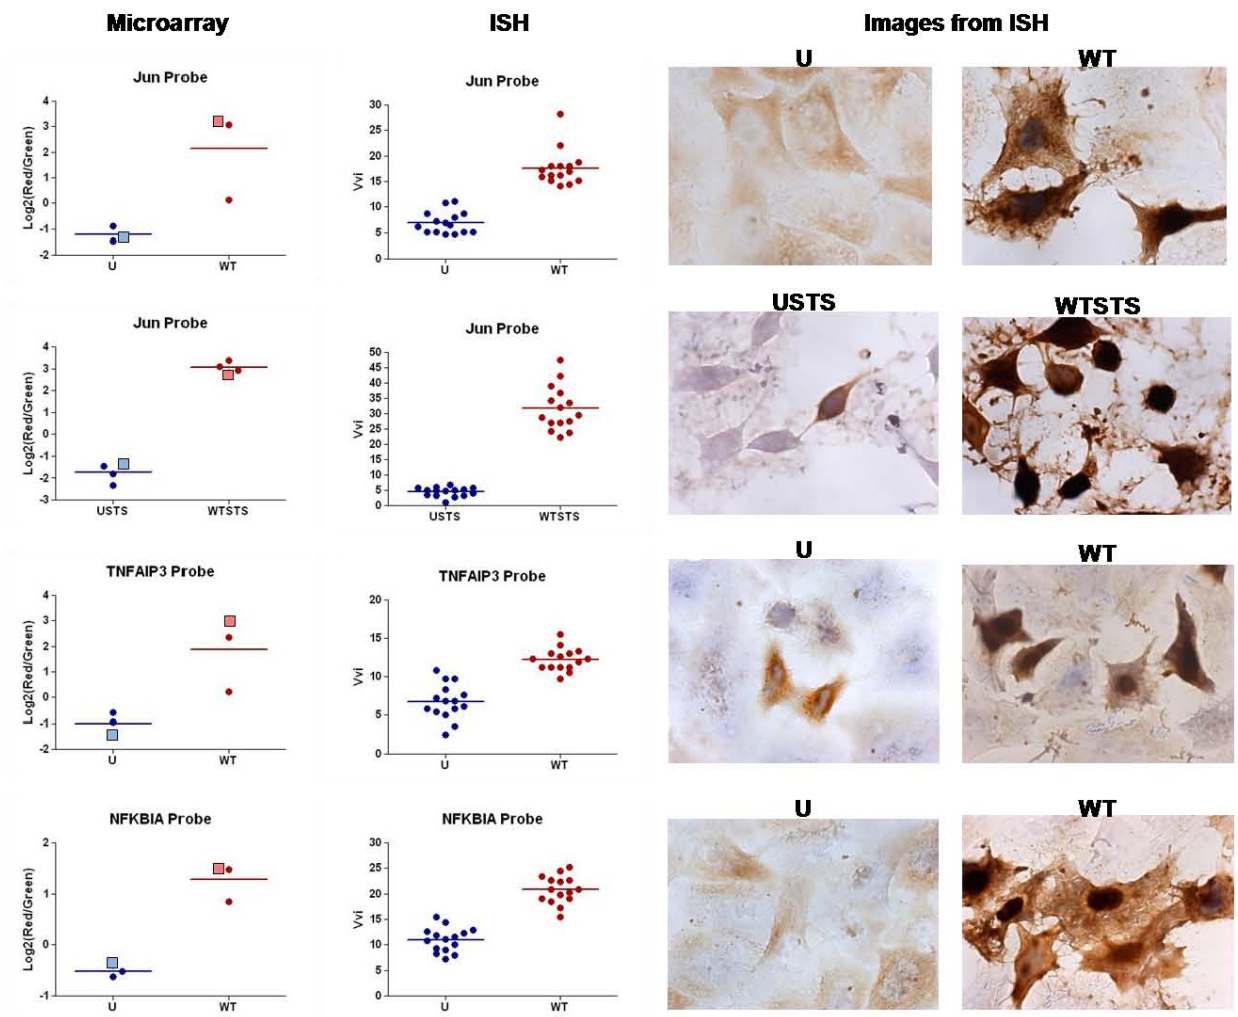 Microarray
ISH
Images from ISH
Jun Probe
Log2(Red/Green)
4
3
2
1
0
-1
-2
U
WT
Jun Probe
Vvi
30
25
20
15
10
5
0
U
WT
U
WT
Jun Probe
Log2(Red/Green)
4
3
2
1
0
-1
-2
-3
USTS
WTSTS
Jun Probe
Vvi
50
45
40
35
30
25
20
15
10
5
0
USTS
WTSTS
USTS
WTSTS
TNFAIP3 Probe
Log2(Red/Green)
4
3
2
1
0
-1
-2
U
WT
TNFAIP3 Probe
Vvi
20
15
10
5
0
U
WT
U
WT
NFKBIA Probe
Log2(Red/Green)
2
1
0
-1
U
WT
NFKBIA Probe
Vvi
30
25
20
15
10
5
0
U
WT
U
WT